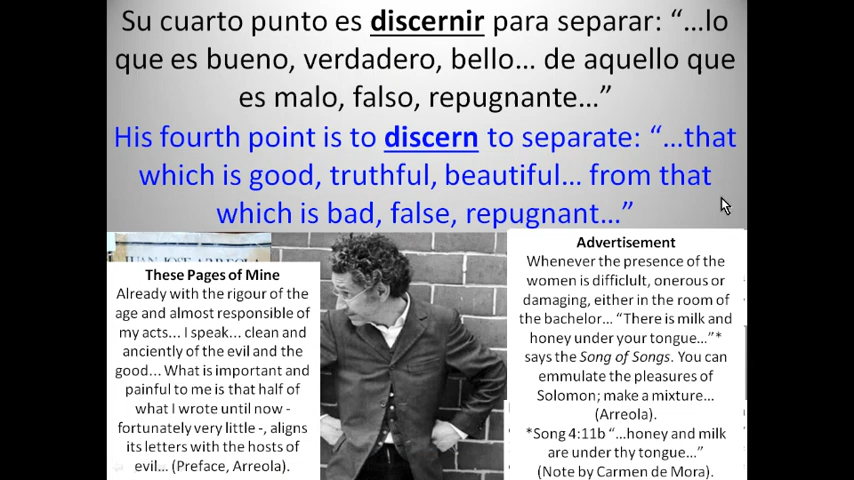 Su cuarto punto es discernir para separar: “...lo
que es bueno, verdadero, bello... de aquello que
es malo, falso, repugnante...”
His fourth point is to discern to separate: “...that
which is good, truthful, beautiful... from that
which is bad, false, repugnant...”
These Pages of Mine
Already with the rigour of the
age and almost responsible of
my acts... I speak... clean and
anciently of the evil and the
good... What is important and
painful to me is that half of
what I wrote until now -
fortunately very little -, aligns
its letters with the hosts of
evil... (Preface, Arreola).
Advertisement
Whenever the presence of the
women is difficlult, onerous or
damaging, either in the room of
the bachelor... “There is milk and
honey under your tongue...”*
says the Song of Songs. You can
emmulate the pleasures of
Solomon; make a mixture...
(Arreola).
*Song 4:11b “...honey and milk
are under thy tongue...”
(Note by Carmen de Mora).